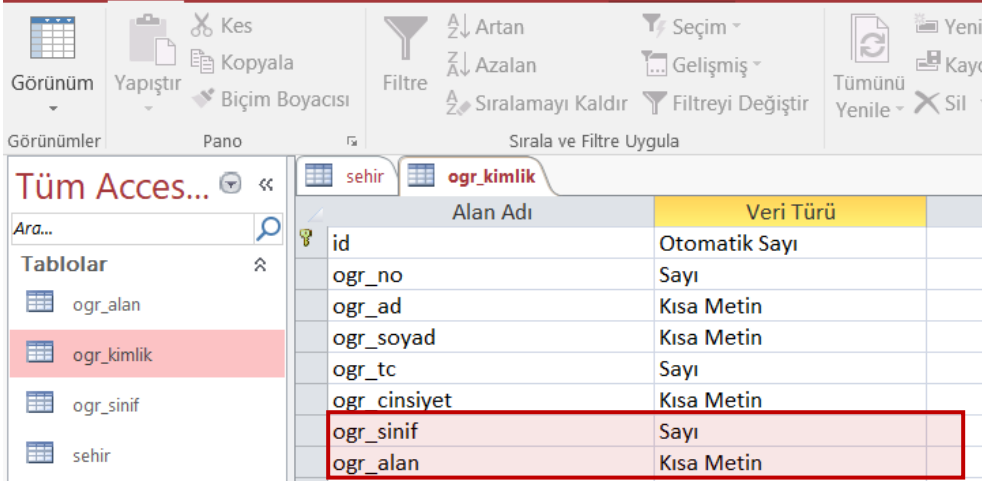 Görünüm
Görünümler
Yapıştır
Kes
Kopyala
Biçim Boyacısı
Pano
Filtre
Artan
Azalan
Sıralamayı Kaldır
Seçim
Gelişmiş
Filtreyi Değiştir
Sırala ve Filtre Uygula
Tümünü
Yenile
Yeni
Sil
Tüm Acces...
Ara...
Tablolar
ogr_alan
ogr_kimlik
ogr_sinif
sehir
sehir ogr_kimlik
Alan Adı Veri Türü
id Otomatik Sayı
ogr_no Sayı
ogr_ad Kısa Metin
ogr_soyad Kısa Metin
ogr_tc Sayı
ogr_cinsiyet Kısa Metin
ogr_sinif Sayı
ogr_alan Kısa Metin